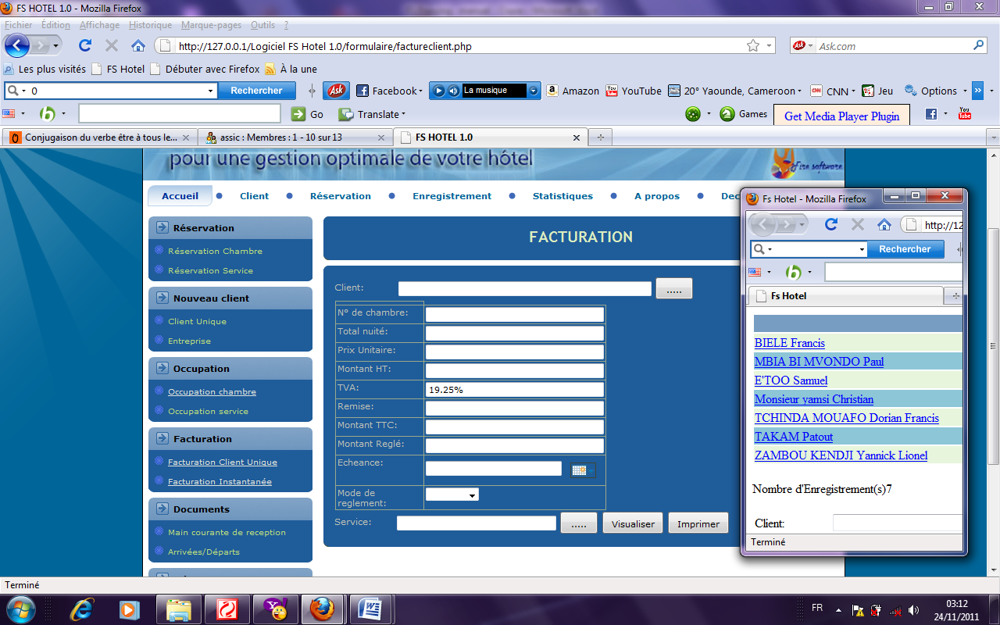 FS HOTEL 1.0 - Mozilla Firefox
Fichier Édition Affichage Historique Marque-pages Outils ?
http://127.0.0.1/Logiciel FS Hotel 1.0/formulaire/factureclient.php
Ask Ask.com
Les plus visités FS Hotel Débuter avec Firefox À la une
0 Rechercher Ask Facebook La musique Amazon YouTube 20° Yaounde, Cameroon CNN Jeu Options »
Go Translate Games Get Media Player Plugin
Conjugaison du verbe être à tous le... assic : Membres : 1 - 10 sur 13 FS HOTEL 1.0
pour une gestion optimale de votre hôtel
Fire software
Accueil Client Réservation Enregistrement Statistiques A propos Dec
Réservation
Réservation Chambre
Réservation Service
Nouveau client
Client Unique
Entreprise
Occupation
Occupation chambre
Occupation service
Facturation
Facturation Client Unique
Facturation Instantanée
Documents
Main courante de reception
Arrivées/Départs
FACTURATION
Client: .....
N° de chambre:
Total nuité:
Prix Unitaire:
Montant HT:
TVA: 19.25%
Remise:
Montant TTC:
Montant Reglé:
Echeance:
Mode de
reglement:
Service: ..... Visualiser Imprimer
Fs Hotel - Mozilla Firefox
http://12
Rechercher
Fs Hotel
BIELE Francis
MBIA BI MVONDO Paul
E'TOO Samuel
Monsieur yamsi Christian
TCHINDA MOUAFO Dorian Francis
TAKAM Patout
ZAMBOU KENDJI Yannick Lionel
Nombre d'Enregistrement(s)7
Client:
Terminé
Terminé
FR
03:12
24/11/2011